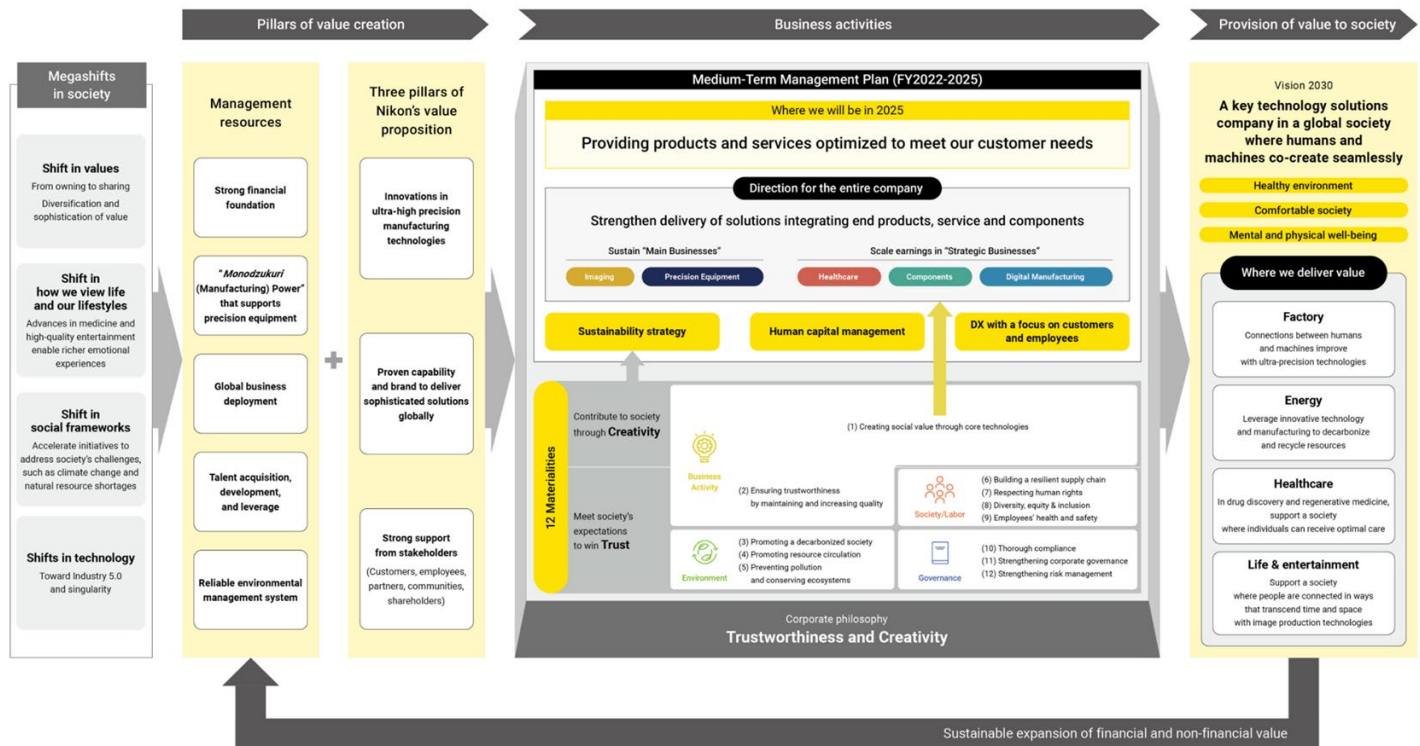 Pillars of value creation
Business activities
Provision of value to society
Megashifts
in society
Shift in values
From owning to sharing
Diversification and
sophistication of value
Shift in
how we view life
and our lifestyles
Advances in medicine and
high-quality entertainment
enable richer emotional
experiences
Shift in
social frameworks
Accelerate initiatives to
address society's challenges,
such as climate change and
natural resource shortages
Shifts in technology
Toward Industry 5.0
and singularity
Management
resources
Strong financial
foundation
"Monodzukuri
(Manufacturing) Power"
that supports
precision equipment
Global business
deployment
Talent acquisition,
development,
and leverage
Reliable environmental
management system
Three pillars of
Nikon's value
proposition
Innovations in
ultra-high precision
manufacturing
technologies
Proven capability
and brand to deliver
sophisticated solutions
globally
Strong support
from stakeholders
(Customers, employees,
partners, communities,
shareholders)
Medium-Term Management Plan (FY2022-2025)
Where we will be in 2025
Providing products and services optimized to meet our customer needs
Direction for the entire company
Strengthen delivery of solutions integrating end products, service and components
Sustain "Main Businesses"
Imaging
Precision Equipment
Scale earnings in "Strategic Businesses"
Healthcare
Components
Digital Manufacturing
Sustainability strategy
Human capital management
DX with a focus on customers
and employees
12 Materialities
Contribute to society
through Creativity
Meet society's
expectations
to win Trust
Business
Activity
(1) Creating social value through core technologies
(2) Ensuring trustworthiness
by maintaining and increasing quality
Society/Labor
(6) Building a resilient supply chain
(7) Respecting human rights
(8) Diversity, equity & inclusion
(9) Employees' health and safety
Environment
(3) Promoting a decarbonized society
(4) Promoting resource circulation
(5) Preventing pollution
and conserving ecosystems
Governance
(10) Thorough compliance
(11) Strengthening corporate governance
(12) Strengthening risk management
Corporate philosophy
Trustworthiness and Creativity
Vision 2030
A key technology solutions
company in a global society
where humans and
machines co-create seamlessly
Healthy environment
Comfortable society
Mental and physical well-being
Where we deliver value
Factory
Connections between humans
and machines improve
with ultra-precision technologies
Energy
Leverage innovative technology
and manufacturing to decarbonize
and recycle resources
Healthcare
In drug discovery and regenerative medicine,
support a society
where individuals can receive optimal care
Life & entertainment
Support a society
where people are connected in ways
that transcend time and space
with image production technologies
Sustainable expansion of financial and non-financial value